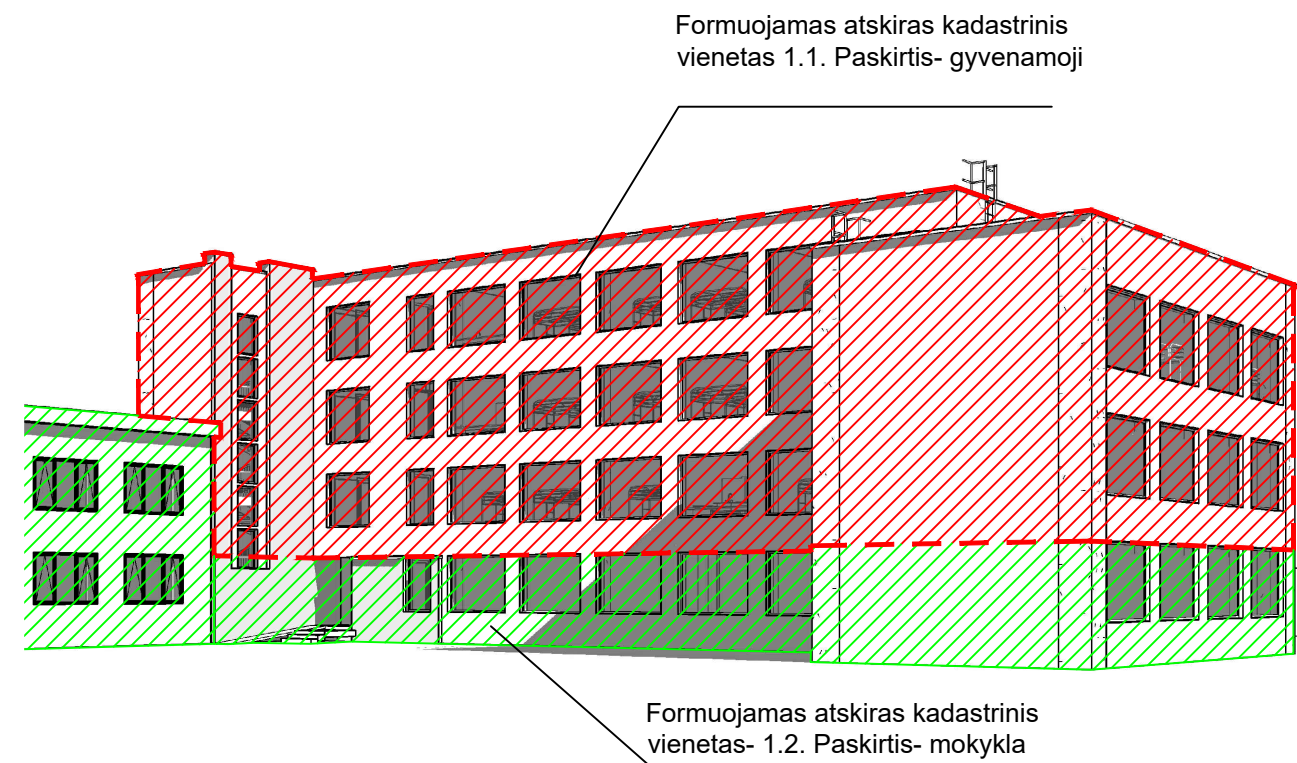 Formuojamas atskiras kadastrinis
vienetas 1.1. Paskirtis- gyvenamoji
Formuojamas atskiras kadastrinis
vienetas- 1.2. Paskirtis- mokykla